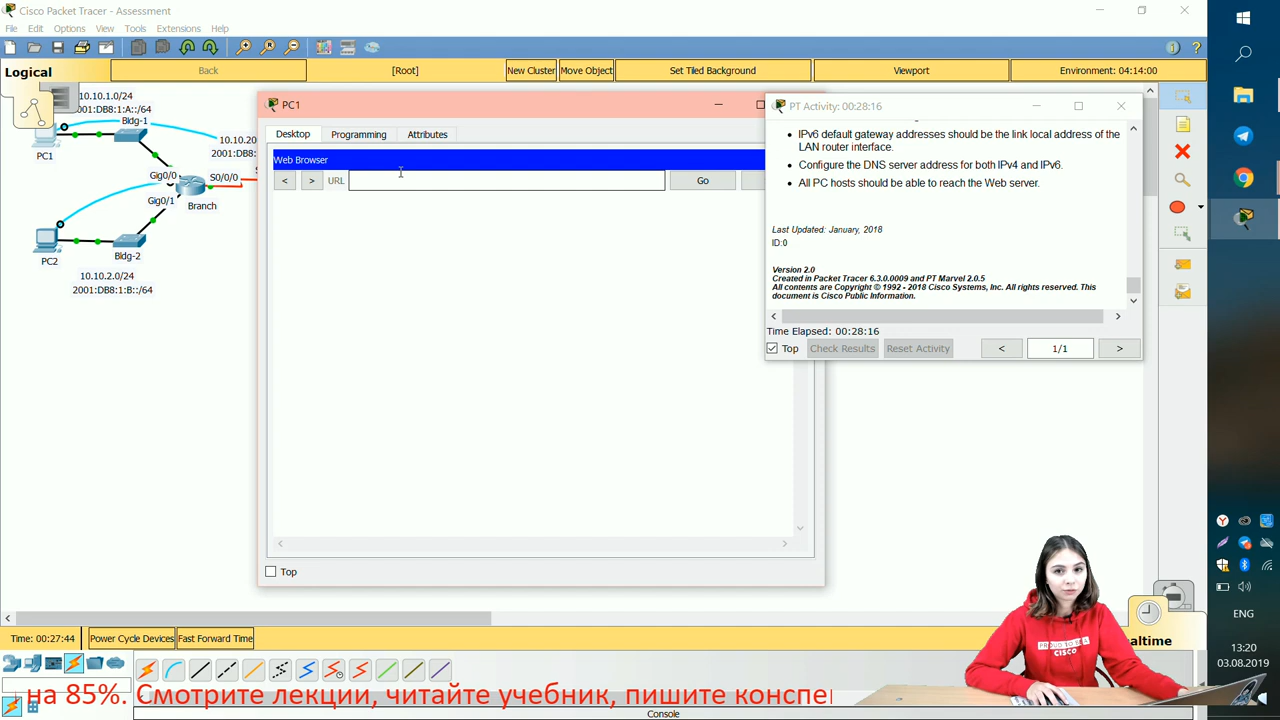 Cisco Packet Tracer - Assessment
File Edit Options View Tools Extensions Help
Logical
Back
[Root]
New Cluster
Move Object
Set Tiled Background
Viewport
Environment: 04:14:00
10.10.1.0/24
2001:DB8:1:A::/64
Bldg-1
PC1
10.10.20
2001:DB8:
Gig0/0
S0/0/0
Branch
Gig0/1
PC2
Bldg-2
10.10.2.0/24
2001:DB8:1:B::/64
PC1
Desktop
Programming
Attributes
Web Browser
<
>
URL
Go
Top
PT Activity: 00:28:16
• IPv6 default gateway addresses should be the link local address of the
LAN router interface.
• Configure the DNS server address for both IPv4 and IPv6.
• All PC hosts should be able to reach the Web server.
Last Updated: January, 2018
ID:0
Version 2.0
Created in Packet Tracer 6.3.0.0009 and PT Marvel 2.0.5
All contents are Copyright © 1992 - 2018 Cisco Systems, Inc. All rights reserved. This
document is Cisco Public Information.
Time Elapsed: 00:28:16
Top
Check Results
Reset Activity
<
1/1
>
ENG
13:20
03.08.2019
Time: 00:27:44
Power Cycle Devices
Fast Forward Time
altime
PROUD TO BE A
CISCO
на 85%. Смотрите лекции, читайте учебник, пишите конспе
Console